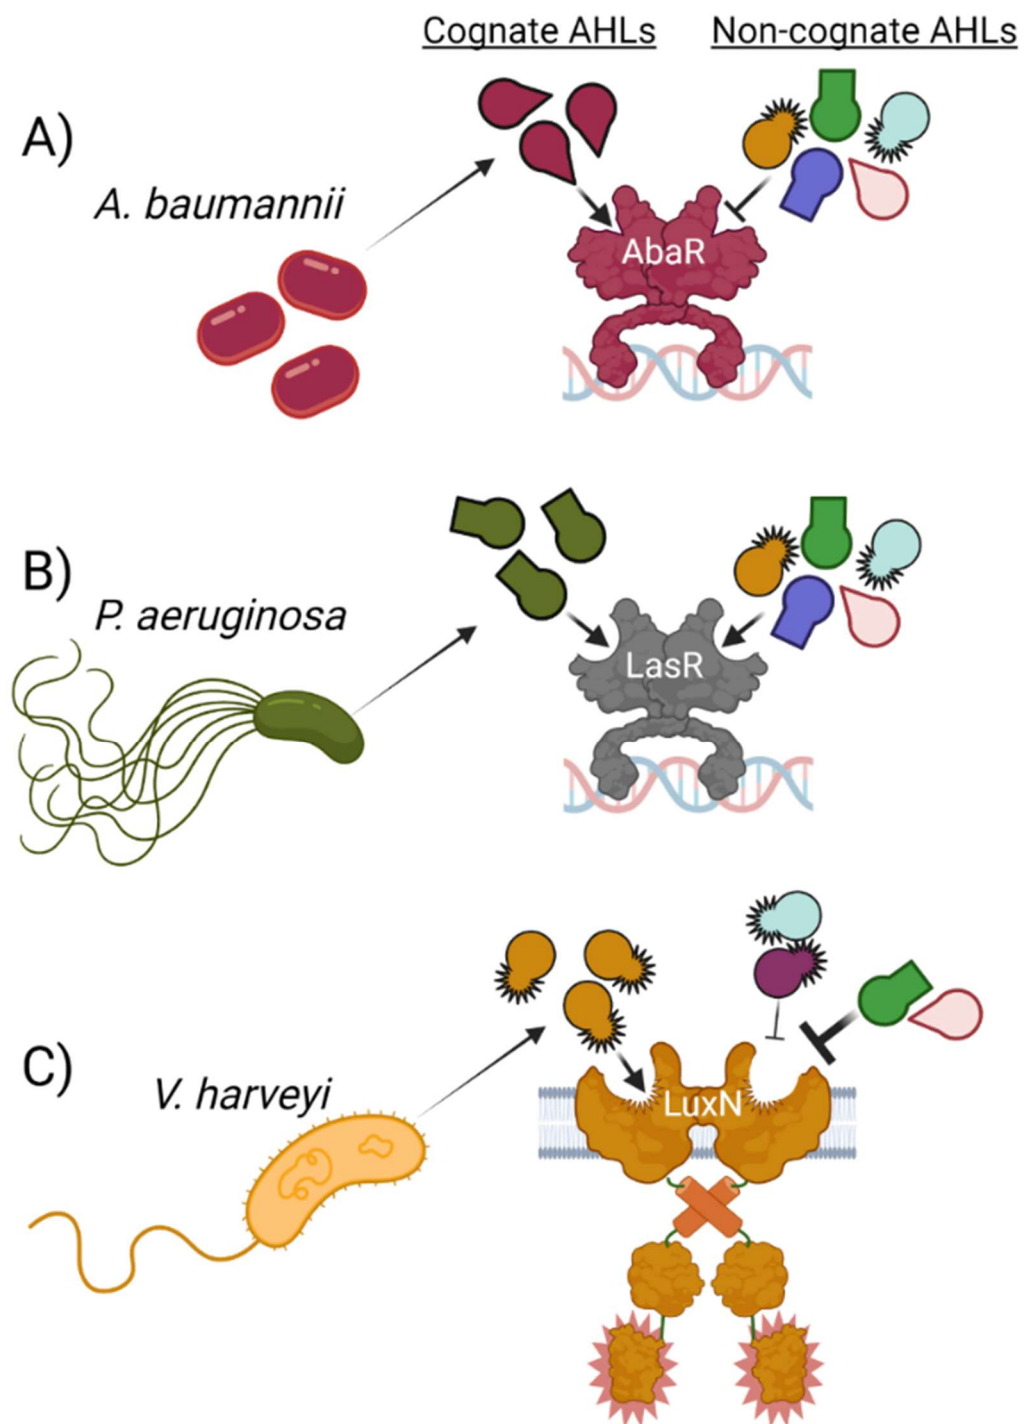 Cognate AHLs Non-cognate AHLs
A)
A. baumannii
AbaR
B)
P. aeruginosa
LasR
C)
V. harveyi
LuxN